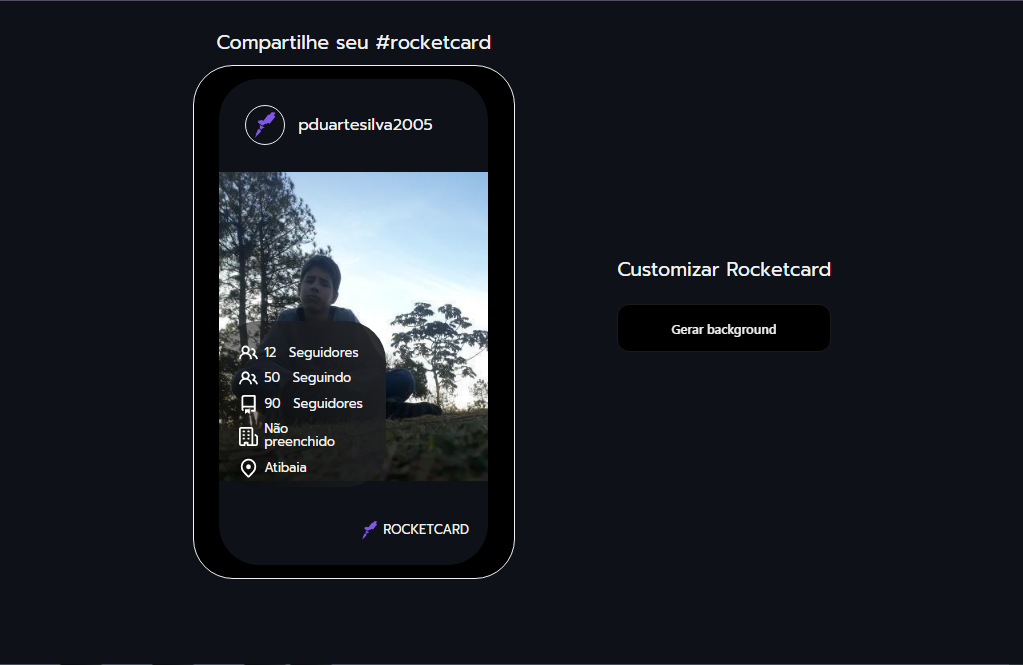 Compartilhe seu #rocketcard
pduartesilva2005
12 Seguidores
50 Seguindo
90 Seguidores
Não
preenchido
Atibaia
ROCKETCARD
Customizar Rocketcard
Gerar background